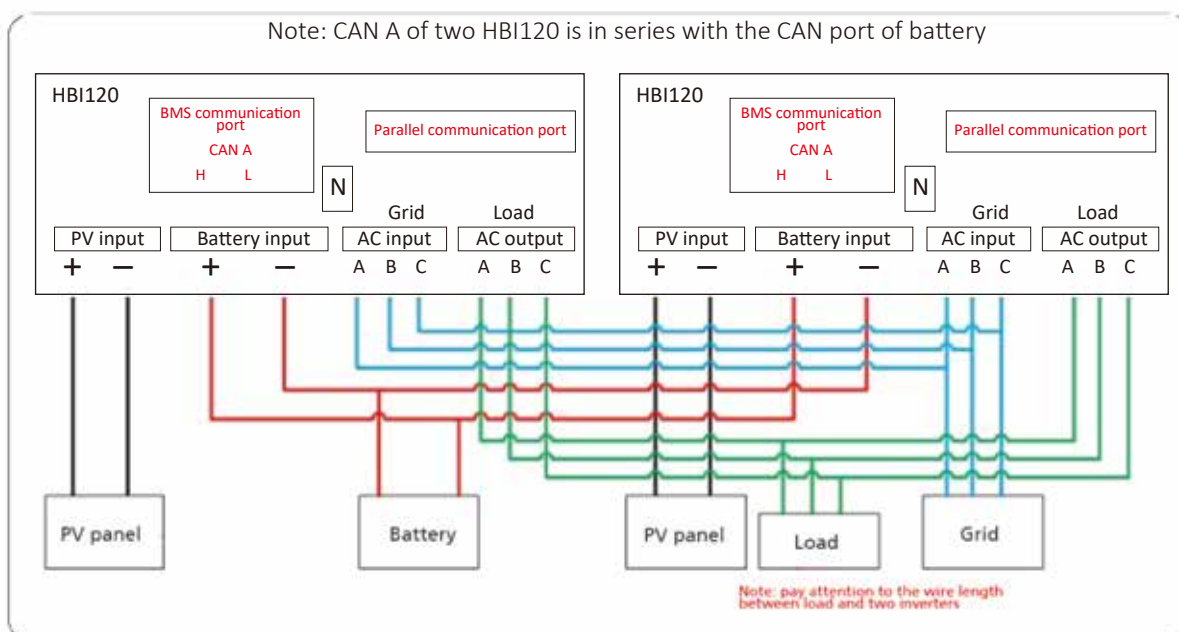 Note: CAN A of two HBI120 is in series with the CAN port of battery
HBI120
BMS communication
port
CAN A
H L
Parallel communication port
N
Grid Load
PV input Battery input AC input AC output
+ − + − A B C A B C
HBI120
BMS communication
port
CAN A
H L
Parallel communication port
N
Grid Load
PV input Battery input AC input AC output
+ − + − A B C A B C
PV panel
Battery
PV panel
Load
Grid
Note: pay attention to the wire length
between load and two inverters